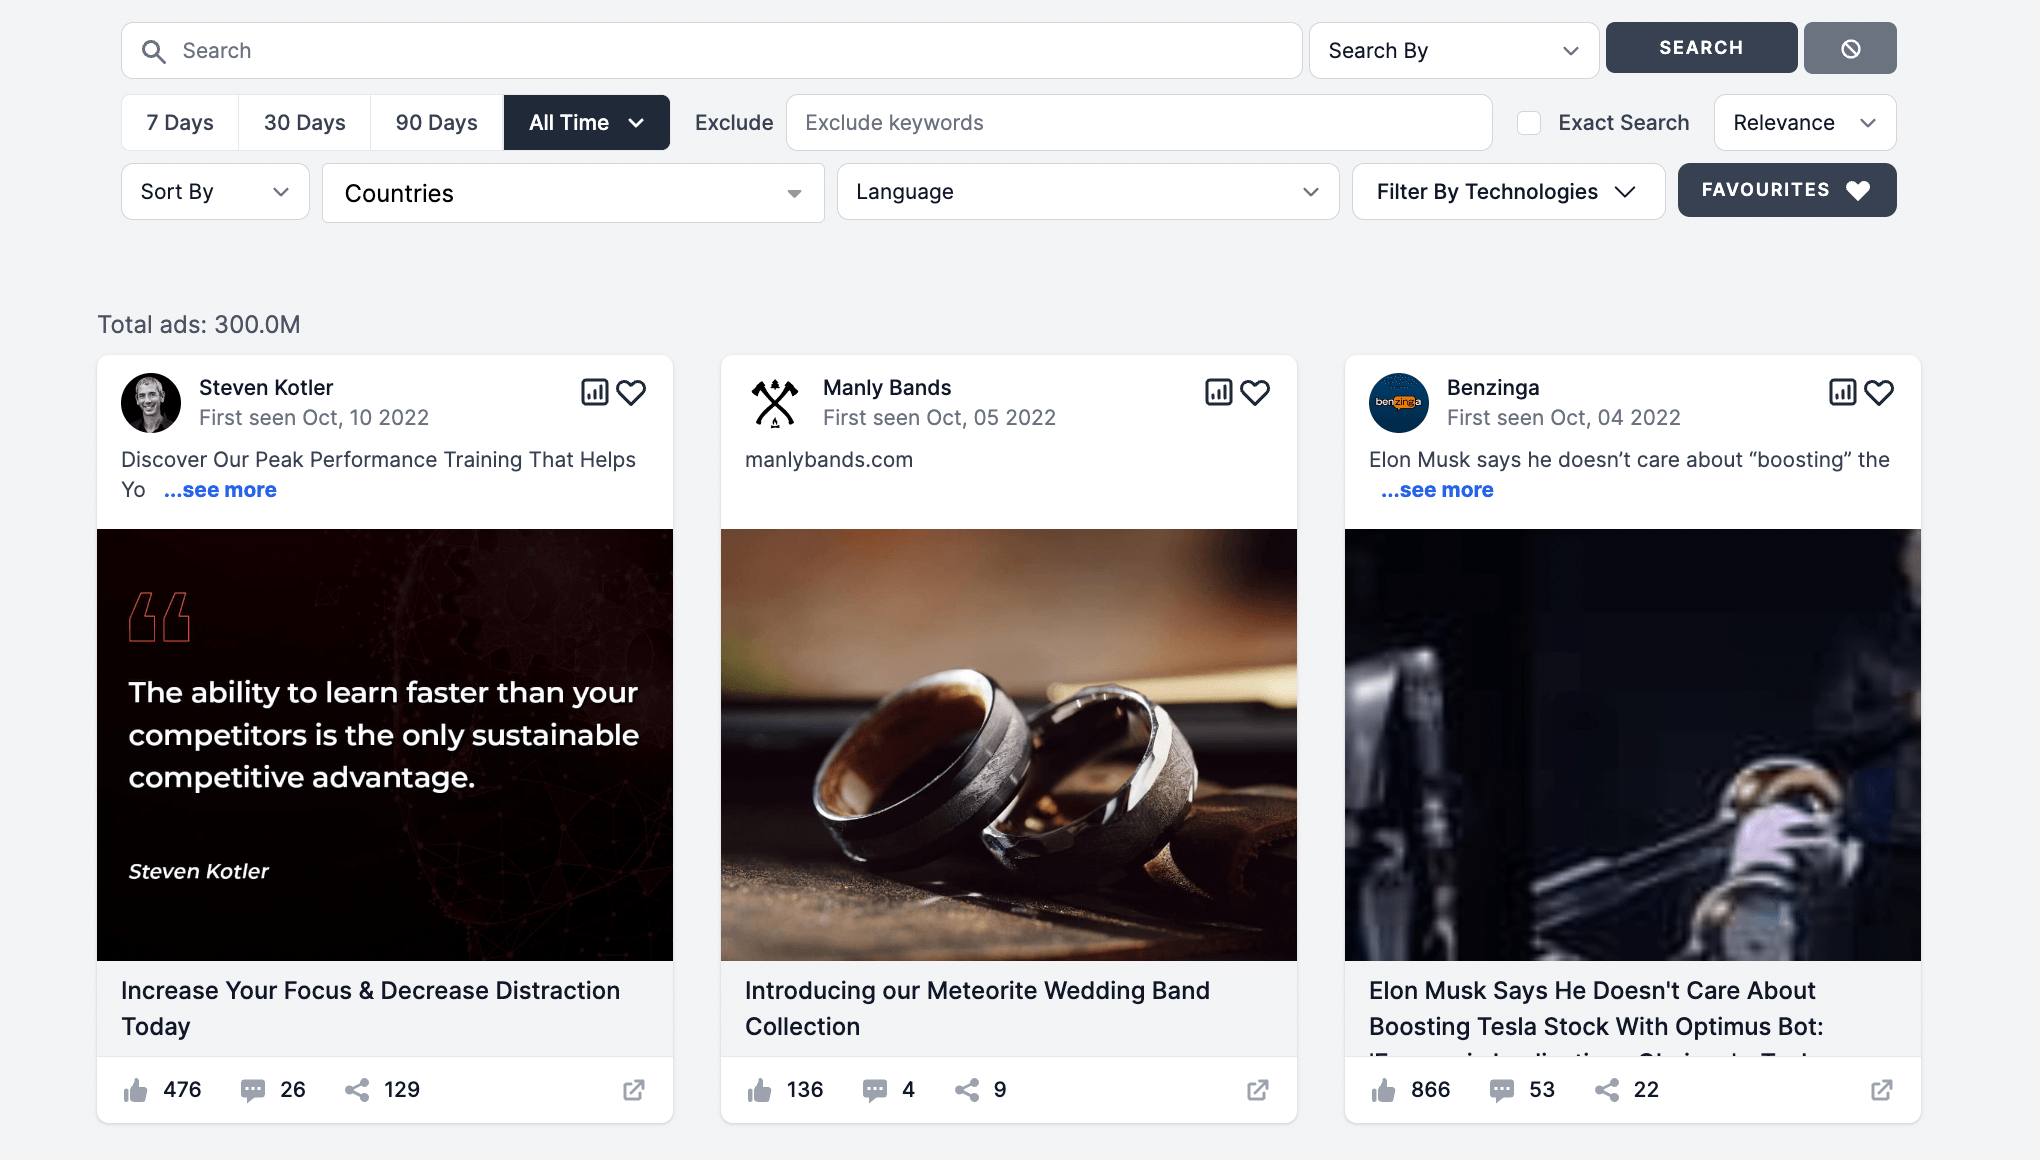 Search
Search By
SEARCH
7 Days
30 Days
90 Days
All Time
Exclude
Exclude keywords
Exact Search
Relevance
Sort By
Countries
Language
Filter By Technologies
FAVOURITES
Total ads: 300.0M
Steven Kotler
First seen Oct, 10 2022
Discover Our Peak Performance Training That Helps
Yo ...see more
The ability to learn faster than your
competitors is the only sustainable
competitive advantage.
Steven Kotler
Increase Your Focus & Decrease Distraction
Today
476
26
129
Manly Bands
First seen Oct, 05 2022
manlybands.com
Introducing our Meteorite Wedding Band
Collection
136
4
9
benzinga
Benzinga
First seen Oct, 04 2022
Elon Musk says he doesn’t care about “boosting” the
...see more
Elon Musk Says He Doesn't Care About
Boosting Tesla Stock With Optimus Bot:
866
53
22